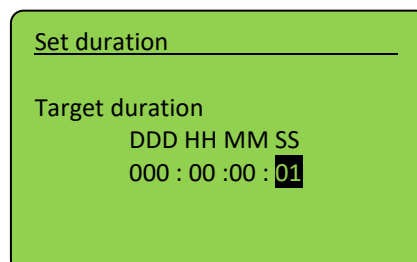 Set duration
Target duration
DDD HH MM SS
000 : 00 :00 : 01